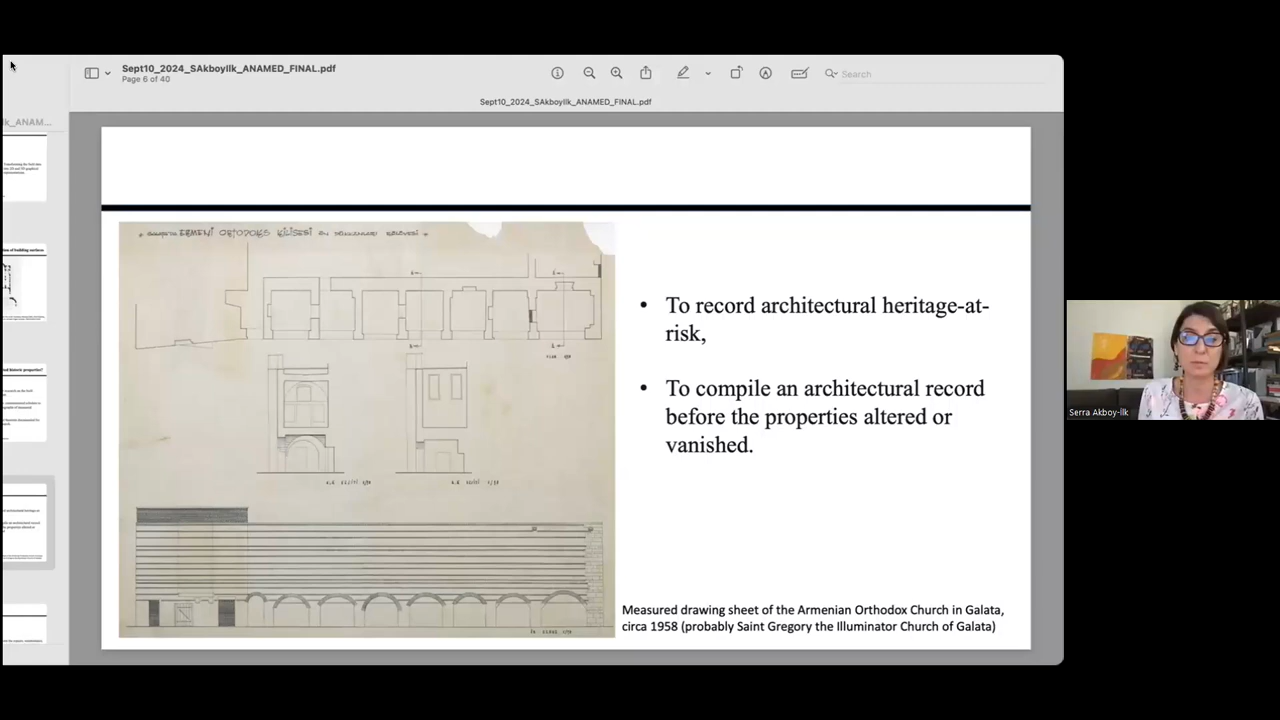 Sept10_2024_SAkboyIlk_ANAMED_FINAL.pdf
Page 6 of 40
Search
lk_ANAM...
Sept10_2024_SAkboyIlk_ANAMED_FINAL.pdf
ERMENİ ORTODOKS KİLİSESİ
• To record architectural heritage-at-
risk,
• To compile an architectural record
before the properties altered or
vanished.
Measured drawing sheet of the Armenian Orthodox Church in Galata,
circa 1958 (probably Saint Gregory the Illuminator Church of Galata)
Serra Akboy-İlk